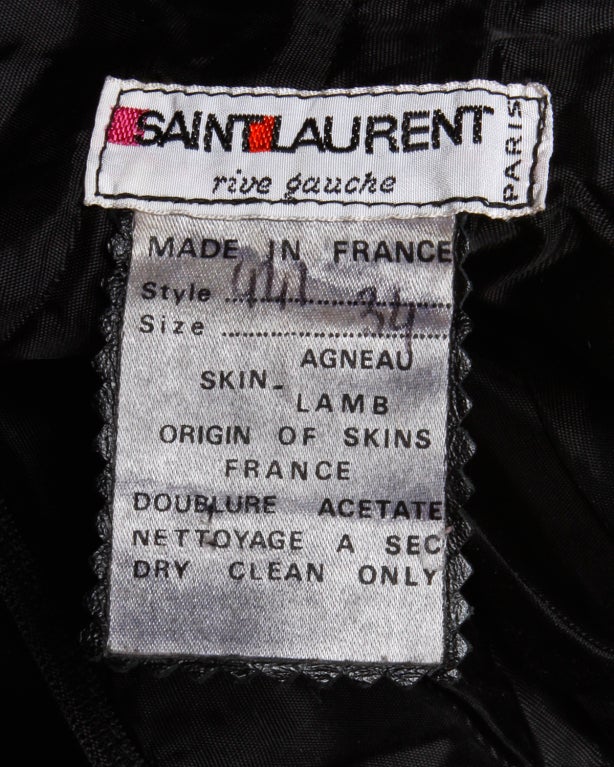 SAINT LAURENT
PARIS
rive gauche
MADE IN FRANCE
Style ........................
Size .......................... 34
AGNEAU
SKIN-
LAMB
ORIGIN OF SKINS
FRANCE
DOUBLURE ACETATE
NETTOYAGE A SEC
DRY CLEAN ONLY